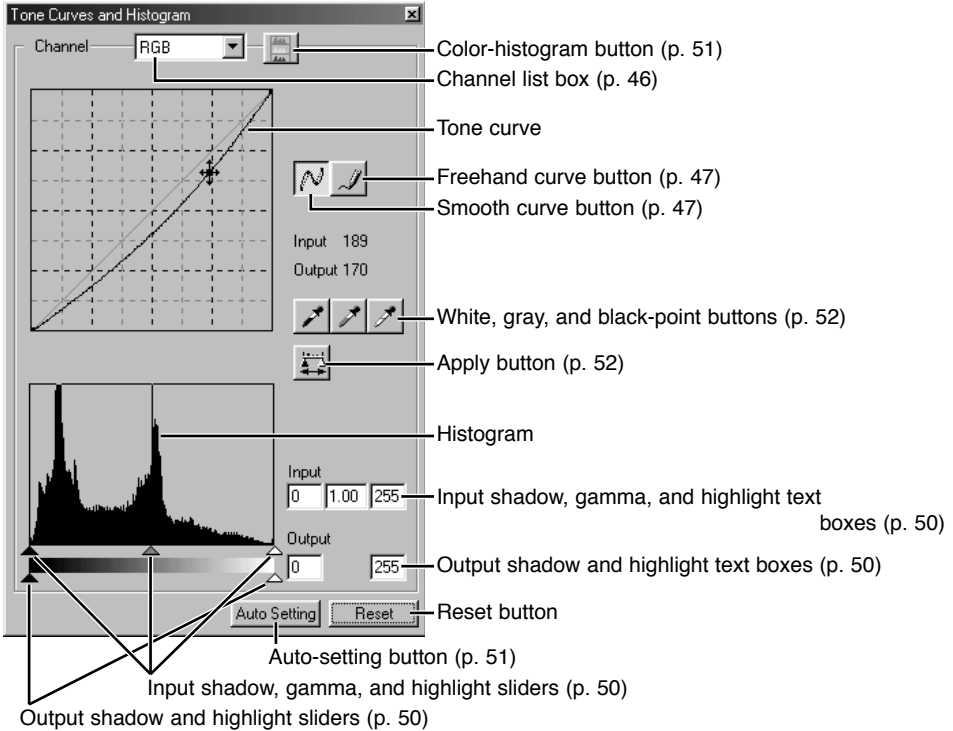 Tone Curves and Histogram
Channel
RGB
Color-histogram button (p. 51)
Channel list box (p. 46)
Tone curve
Freehand curve button (p. 47)
Smooth curve button (p. 47)
Input 189
Output 170
White, gray, and black-point buttons (p. 52)
Apply button (p. 52)
Histogram
Input
0 1.00 255
Input shadow, gamma, and highlight text
boxes (p. 50)
Output
0 255
Output shadow and highlight text boxes (p. 50)
Auto Setting
Reset
Reset button
Auto-setting button (p. 51)
Input shadow, gamma, and highlight sliders (p. 50)
Output shadow and highlight sliders (p. 50)